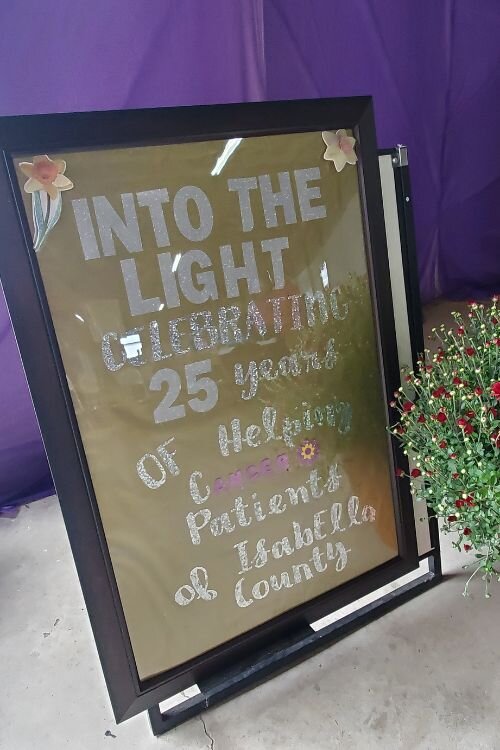 INTO THE
LIGHT
CELEBRATING
25 years
OF Helping
CANCER
Patients
of IsabElla
County